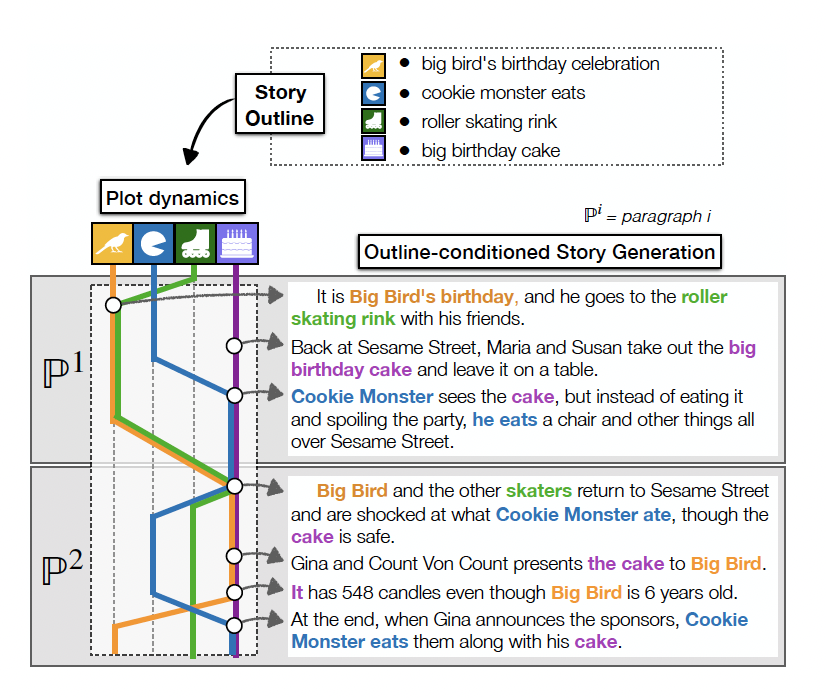 Story
Outline
• big bird's birthday celebration
• cookie monster eats
• roller skating rink
• big birthday cake
Plot dynamics
ℙⁱ = paragraph i
Outline-conditioned Story Generation
ℙ¹
It is Big Bird's birthday, and he goes to the roller
skating rink with his friends.
Back at Sesame Street, Maria and Susan take out the big
birthday cake and leave it on a table.
Cookie Monster sees the cake, but instead of eating it
and spoiling the party, he eats a chair and other things all
over Sesame Street.
ℙ²
Big Bird and the other skaters return to Sesame Street
and are shocked at what Cookie Monster ate, though the
cake is safe.
Gina and Count Von Count presents the cake to Big Bird.
It has 548 candles even though Big Bird is 6 years old.
At the end, when Gina announces the sponsors, Cookie
Monster eats them along with his cake.